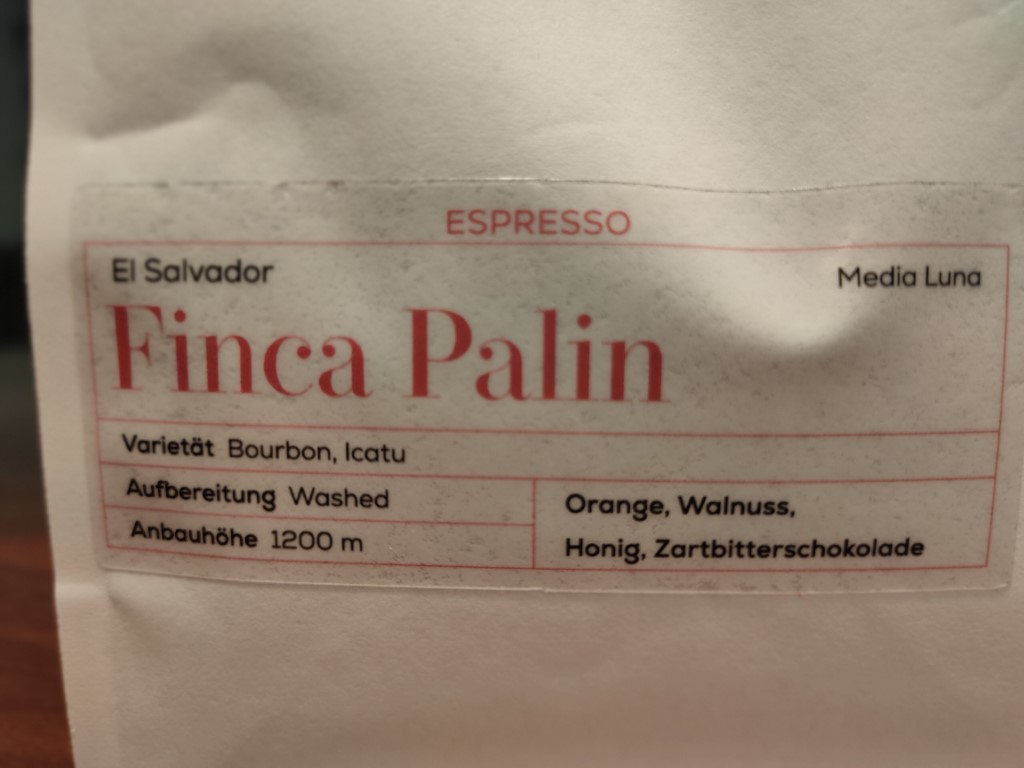 ESPRESSO
El Salvador
Media Luna
Finca Palin
Varietät Bourbon, Icatu
Aufbereitung Washed
Anbauhöhe 1200 m
Orange, Walnuss,
Honig, Zartbitterschokolade